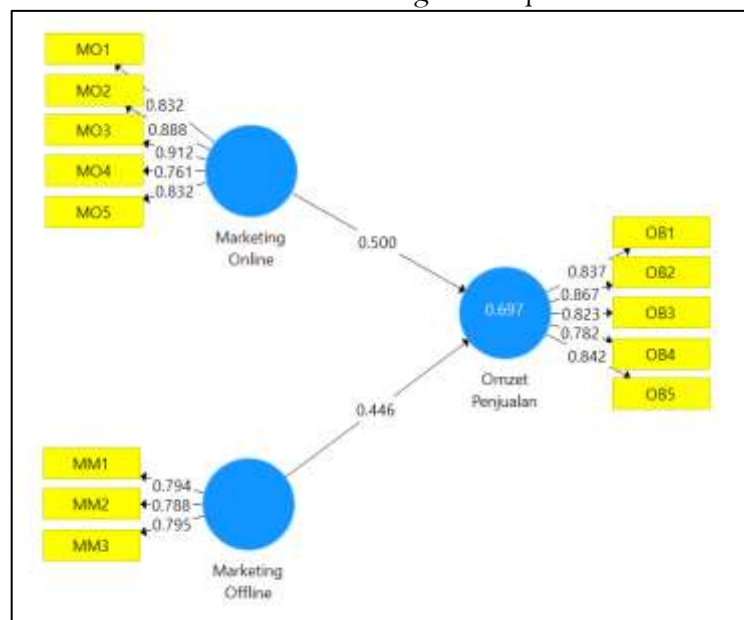 MO1
MO2
MO3
MO4
MO5
0.832
0.888
0.912
0.761
0.832
Marketing
Online
0.500
0.697
Omzet
Penjualan
0.446
OB1
OB2
OB3
OB4
OB5
0.837
0.867
0.823
0.782
0.842
MM1
MM2
MM3
0.794
0.788
0.795
Marketing
Offline